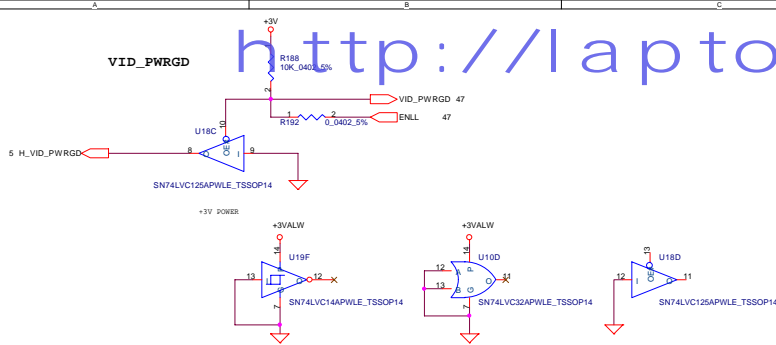 A B C
+3V
http://lapto
VID_PWRGD
R188
10K_0402_5%
2
VID_PWRGD 47
1 2
ENLL 47
R192 0_0402_5%
10
U18C
OE#
5 H_VID_PWRGD 8 O I 9
SN74LVC125APWLE_TSSOP14
+3V POWER
+3VALW +3VALW
14 U19F 14 U10D 13 U18D
P P OE#
13 I O 12 12 A O 11 12 I O 11
13 B
G G
SN74LVC14APWLE_TSSOP14 SN74LVC32APWLE_TSSOP14 SN74LVC125APWLE_TSSOP14
7 7